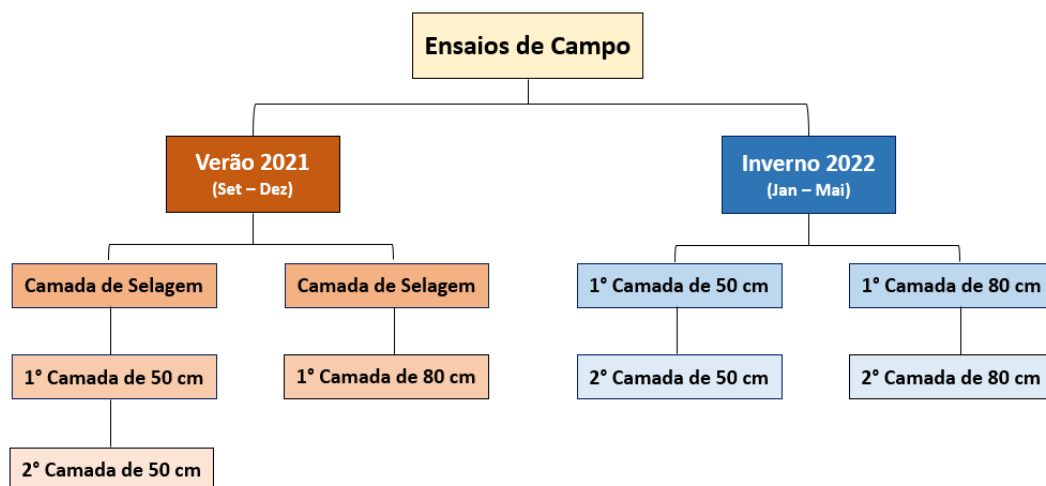 Ensaios de Campo
Verão 2021
(Set – Dez)
Inverno 2022
(Jan – Mai)
Camada de Selagem
Camada de Selagem
1° Camada de 50 cm
1° Camada de 80 cm
1° Camada de 50 cm
1° Camada de 80 cm
2° Camada de 50 cm
2° Camada de 80 cm
2° Camada de 50 cm